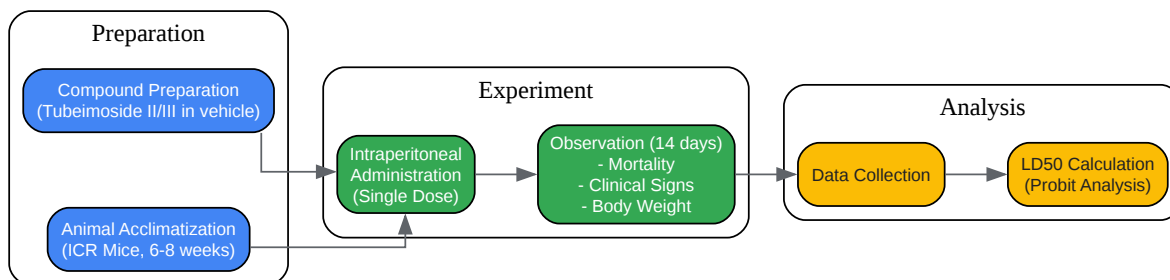 Preparation
Compound Preparation
(Tubeimoside II/III in vehicle)
Animal Acclimatization
(ICR Mice, 6-8 weeks)
Experiment
Intraperitoneal
Administration
(Single Dose)
Observation (14 days)
- Mortality
- Clinical Signs
- Body Weight
Analysis
Data Collection
LD50 Calculation
(Probit Analysis)